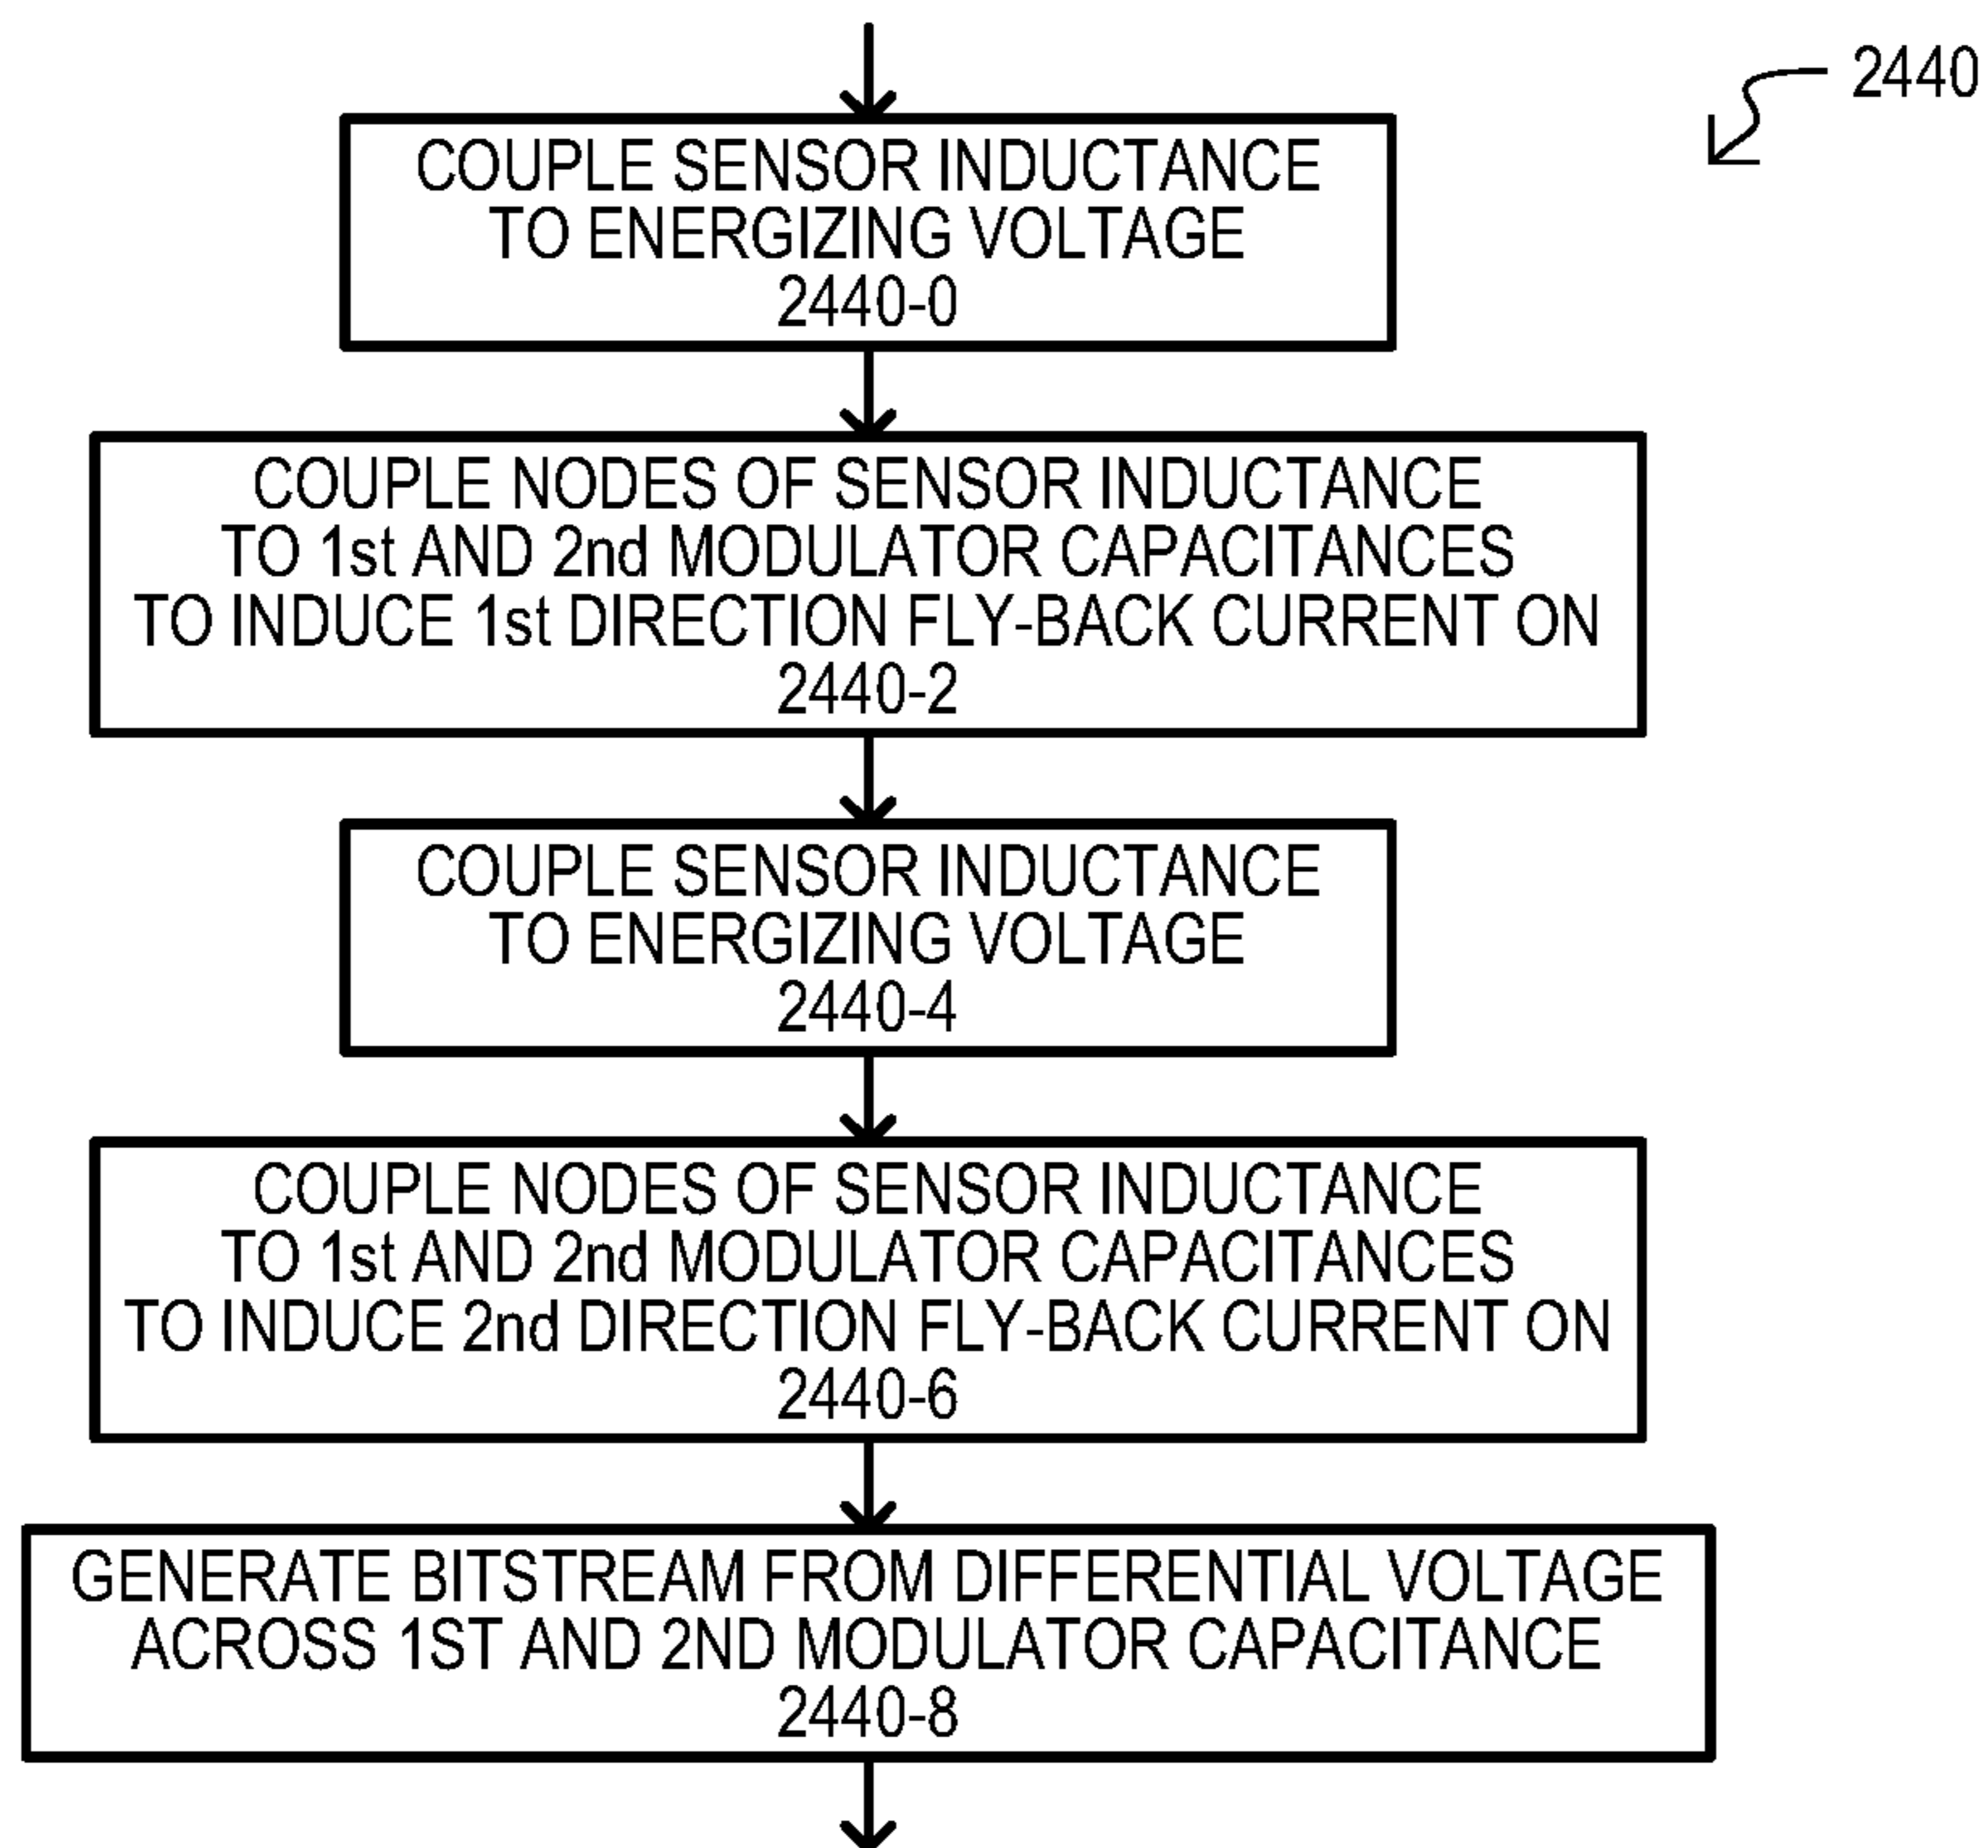 2440
COUPLE SENSOR INDUCTANCE
TO ENERGIZING VOLTAGE
2440-0
COUPLE NODES OF SENSOR INDUCTANCE
TO 1st AND 2nd MODULATOR CAPACITANCES
TO INDUCE 1st DIRECTION FLY-BACK CURRENT ON
2440-2
COUPLE SENSOR INDUCTANCE
TO ENERGIZING VOLTAGE
2440-4
COUPLE NODES OF SENSOR INDUCTANCE
TO 1st AND 2nd MODULATOR CAPACITANCES
TO INDUCE 2nd DIRECTION FLY-BACK CURRENT ON
2440-6
GENERATE BITSTREAM FROM DIFFERENTIAL VOLTAGE
ACROSS 1ST AND 2ND MODULATOR CAPACITANCE
2440-8